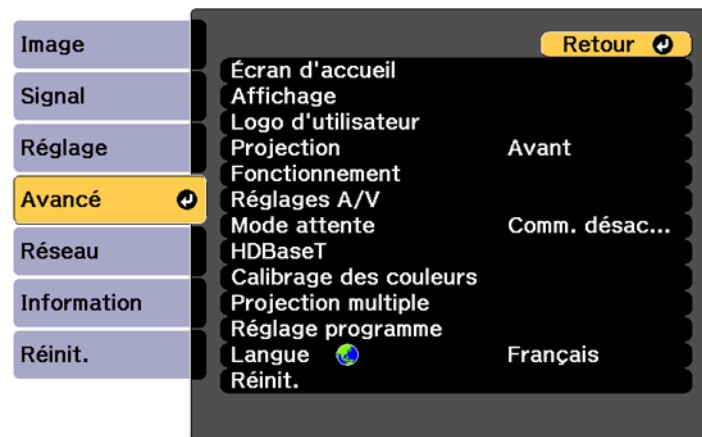 Image
Signal
Réglage
Avancé
Réseau
Information
Réinit.
Retour
Écran d'accueil
Affichage
Logo d'utilisateur
Projection Avant
Fonctionnement
Réglages A/V
Mode attente Comm. désac...
HDBaseT
Calibrage des couleurs
Projection multiple
Réglage programme
Langue Français
Réinit.